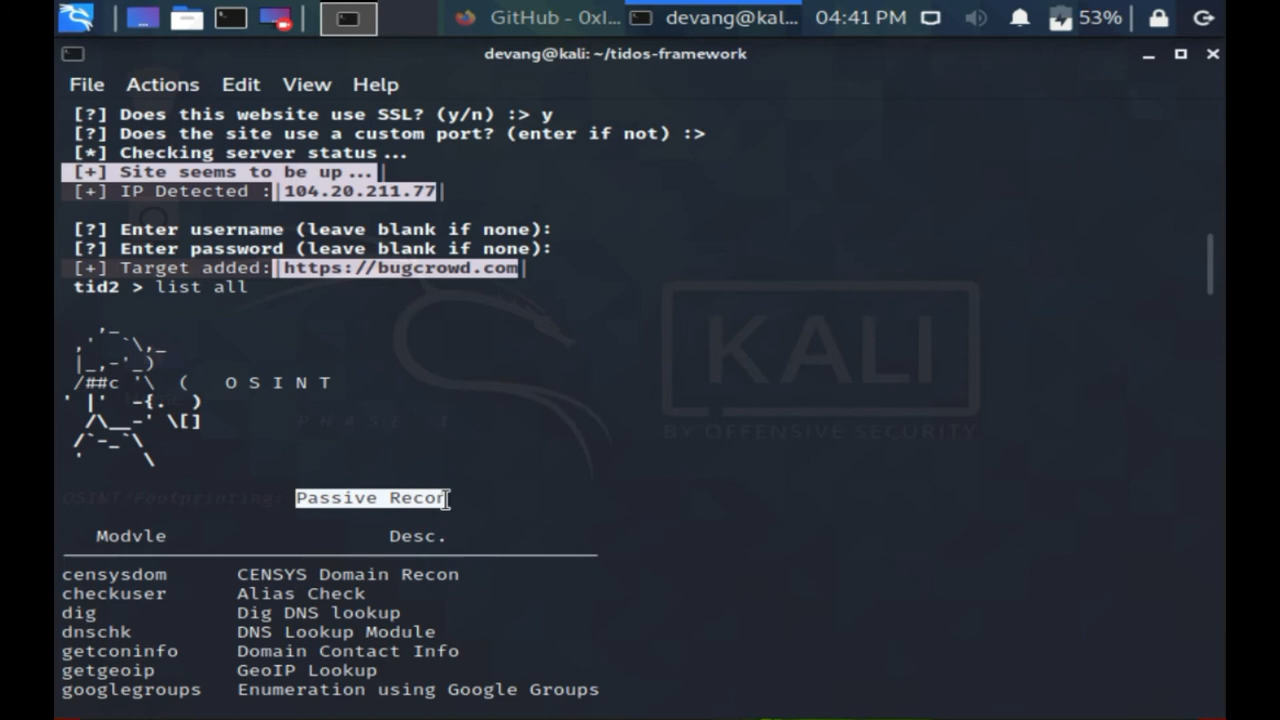 GitHub - 0xI... devang@kal... 04:41 PM 53%
devang@kali: ~/tidos-framework
File Actions Edit View Help
[?] Does this website use SSL? (y/n) :> y
[?] Does the site use a custom port? (enter if not) :>
[*] Checking server status...
[+] Site seems to be up...|
[+] IP Detected :|104.20.211.77|
[?] Enter username (leave blank if none):
[?] Enter password (leave blank if none):
[+] Target added:|https://bugcrowd.com|
tid2 > list all
O S I N T
KALI
P H A S E  I
BY OFFENSIVE SECURITY
OSINT/Footprinting: Passive Recon
Modvle Desc.
censysdom CENSYS Domain Recon
checkuser Alias Check
dig Dig DNS lookup
dnschk DNS Lookup Module
getconinfo Domain Contact Info
getgeoip GeoIP Lookup
googlegroups Enumeration using Google Groups